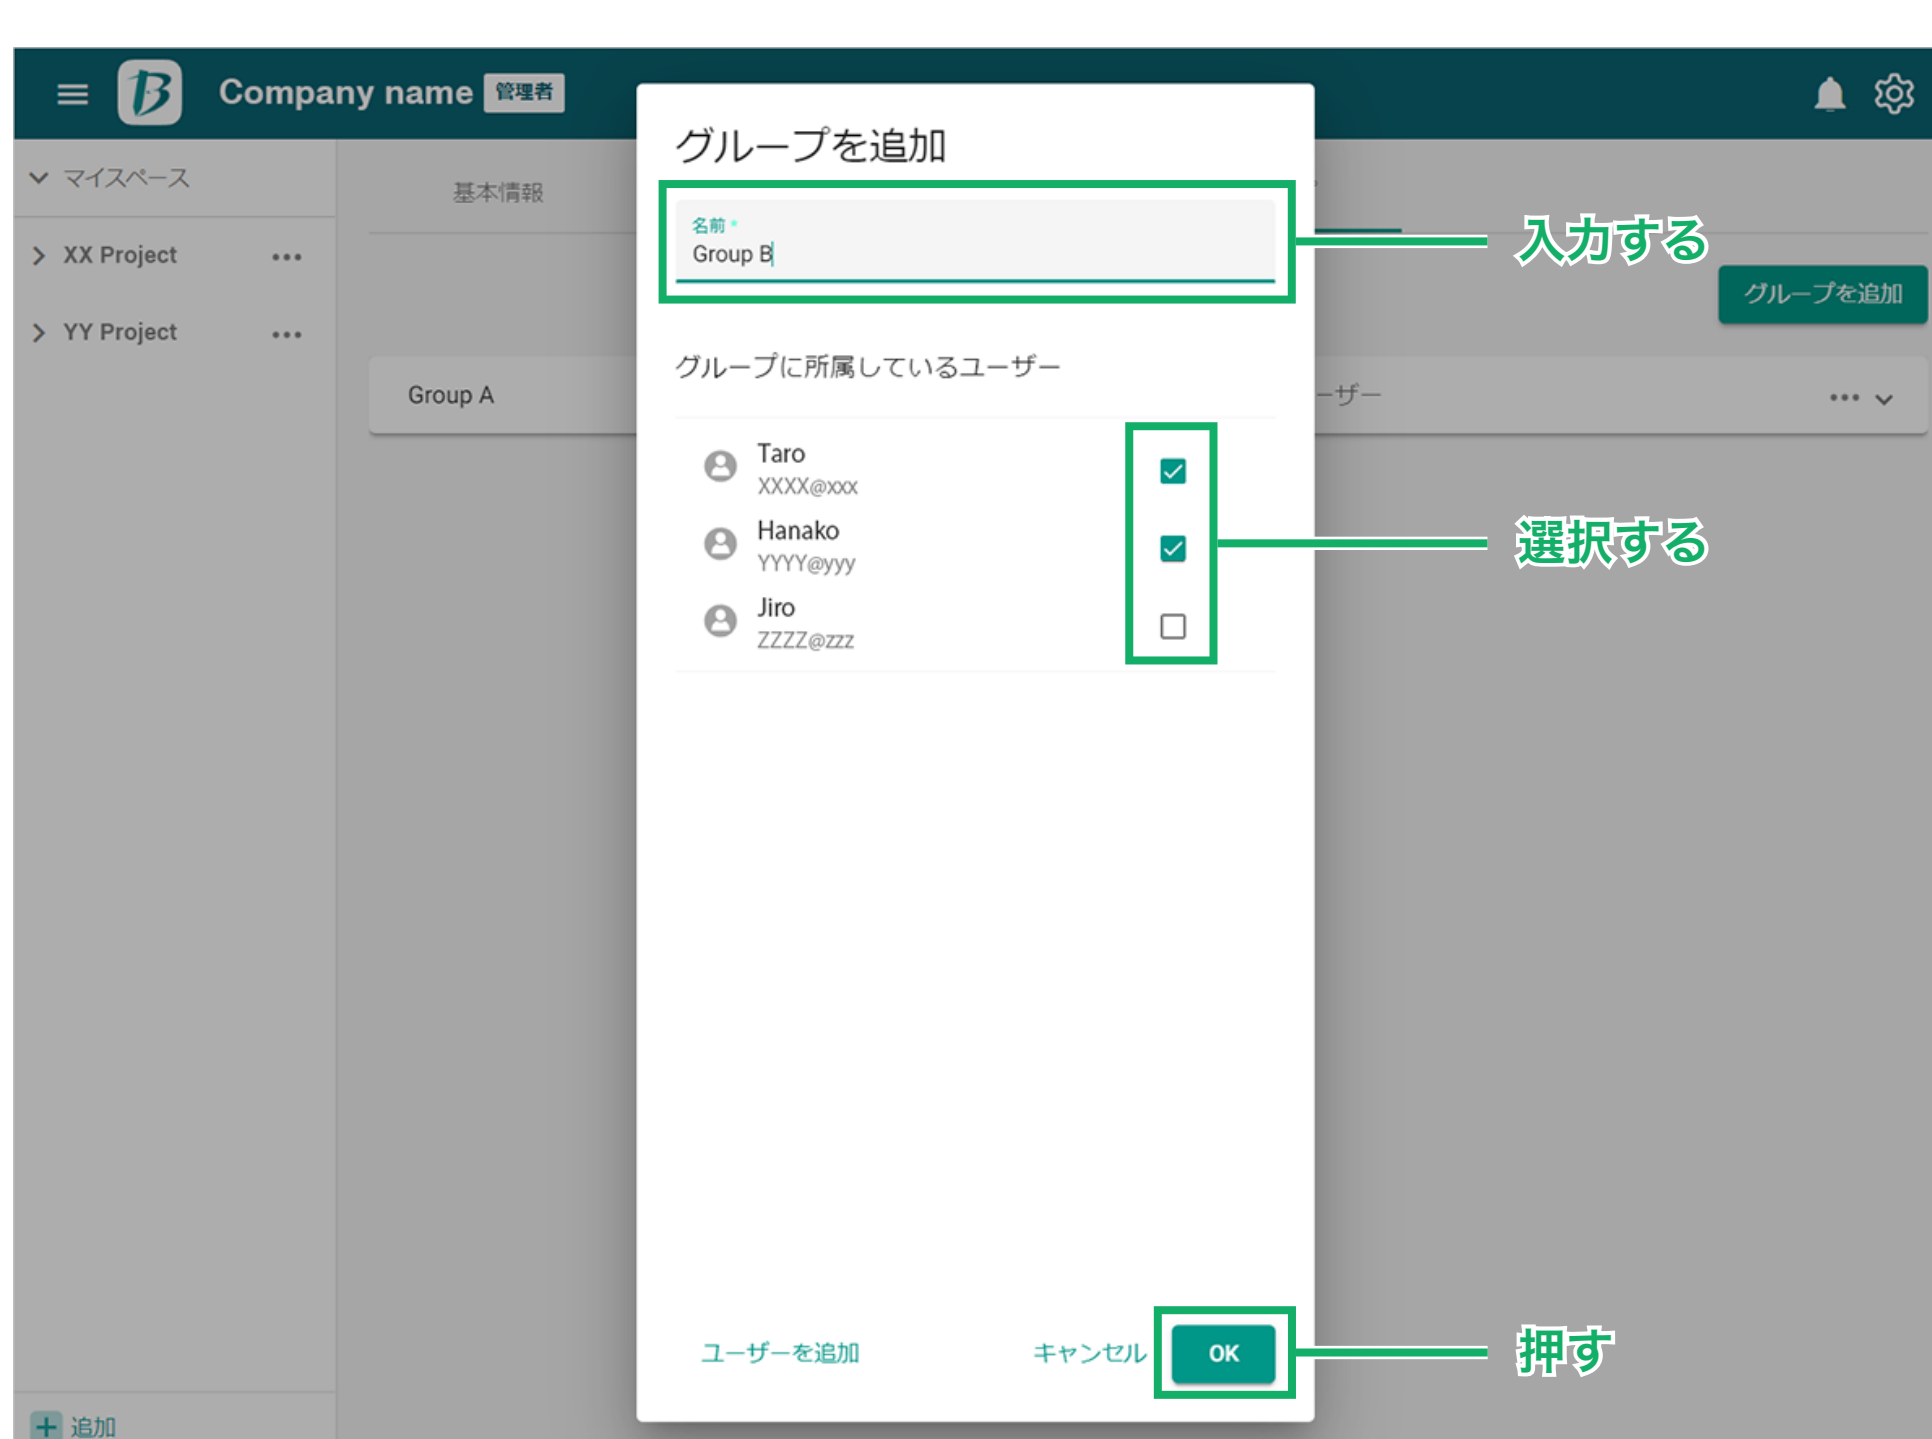 Company name 管理者
マイスペース
XX Project
YY Project
追加
基本情報
グループを追加
Group A
ーザー
グループを追加
名前 *
Group B
グループに所属しているユーザー
Taro
XXXX@xxx
Hanako
YYYY@yyy
Jiro
ZZZZ@zzz
ユーザーを追加
キャンセル
OK
入力する
選択する
押す